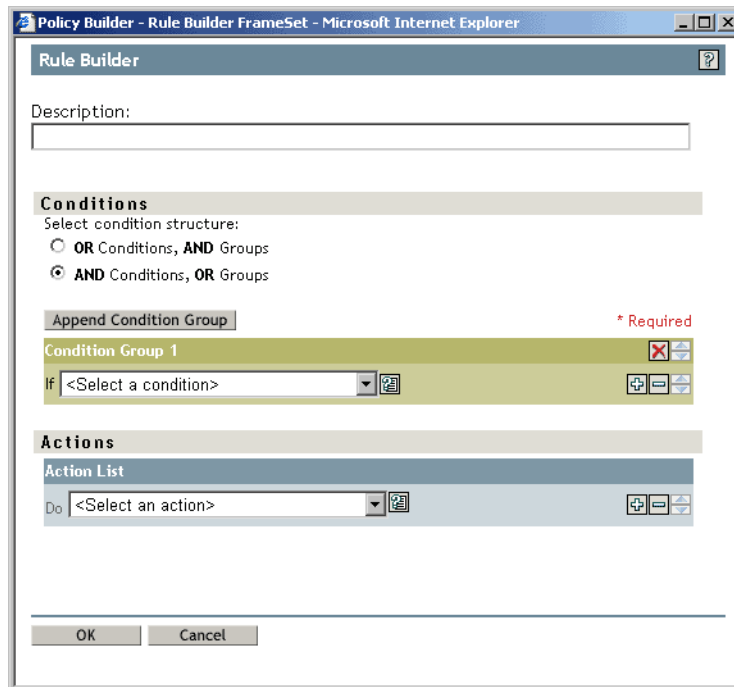 Policy Builder - Rule Builder FrameSet - Microsoft Internet Explorer
Rule Builder
?
Description:
Conditions
Select condition structure:
OR Conditions, AND Groups
AND Conditions, OR Groups
Append Condition Group
* Required
Condition Group 1
If <Select a condition>
Actions
Action List
Do <Select an action>
OK Cancel